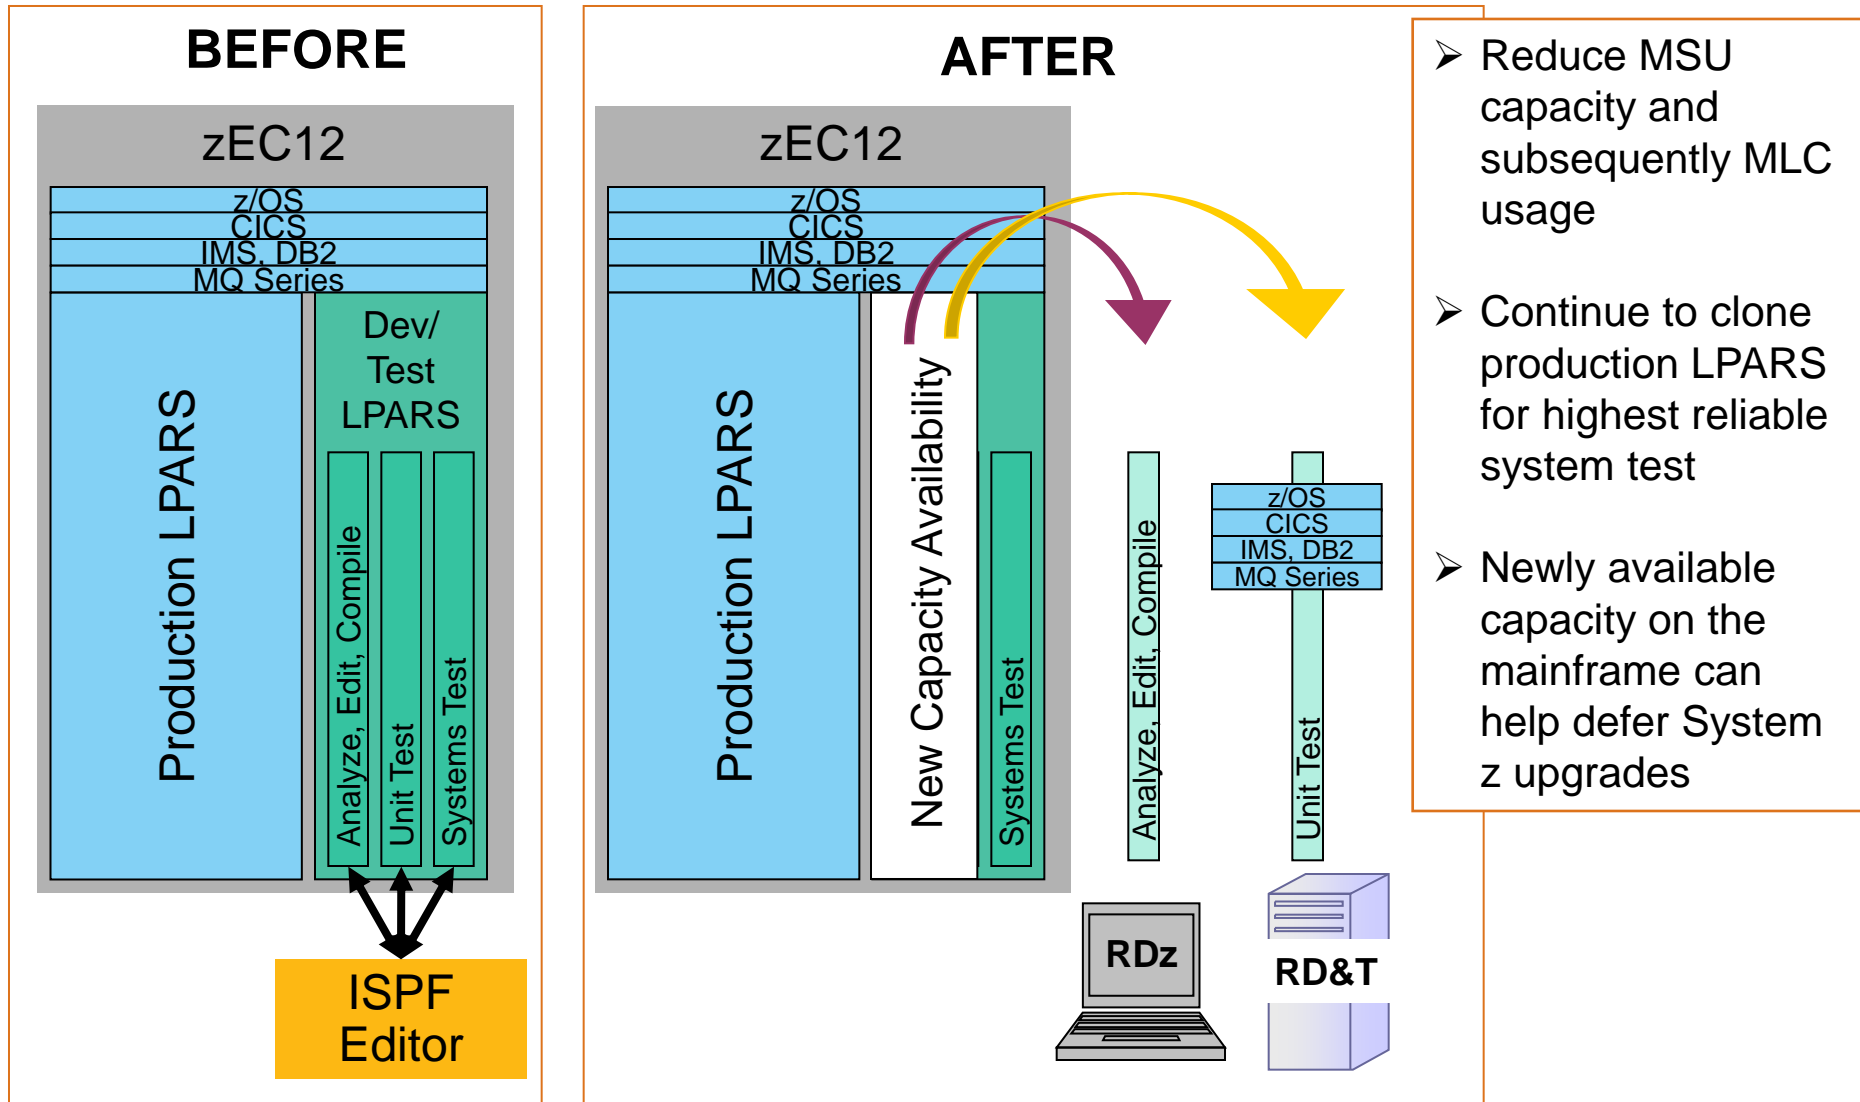 BEFORE
zEC12
z/OS
CICS
IMS, DB2
MQ Series
Production LPARS
Dev/
Test
LPARS
Analyze, Edit, Compile
Unit Test
Systems Test
ISPF
Editor
AFTER
zEC12
z/OS
CICS
IMS, DB2
MQ Series
Production LPARS
New Capacity Availability
Systems Test
Analyze, Edit, Compile
z/OS
CICS
IMS, DB2
MQ Series
Unit Test
RDz
RD&T
➢ Reduce MSU
capacity and
subsequently MLC
usage
➢ Continue to clone
production LPARS
for highest reliable
system test
➢ Newly available
capacity on the
mainframe can
help defer System
z upgrades